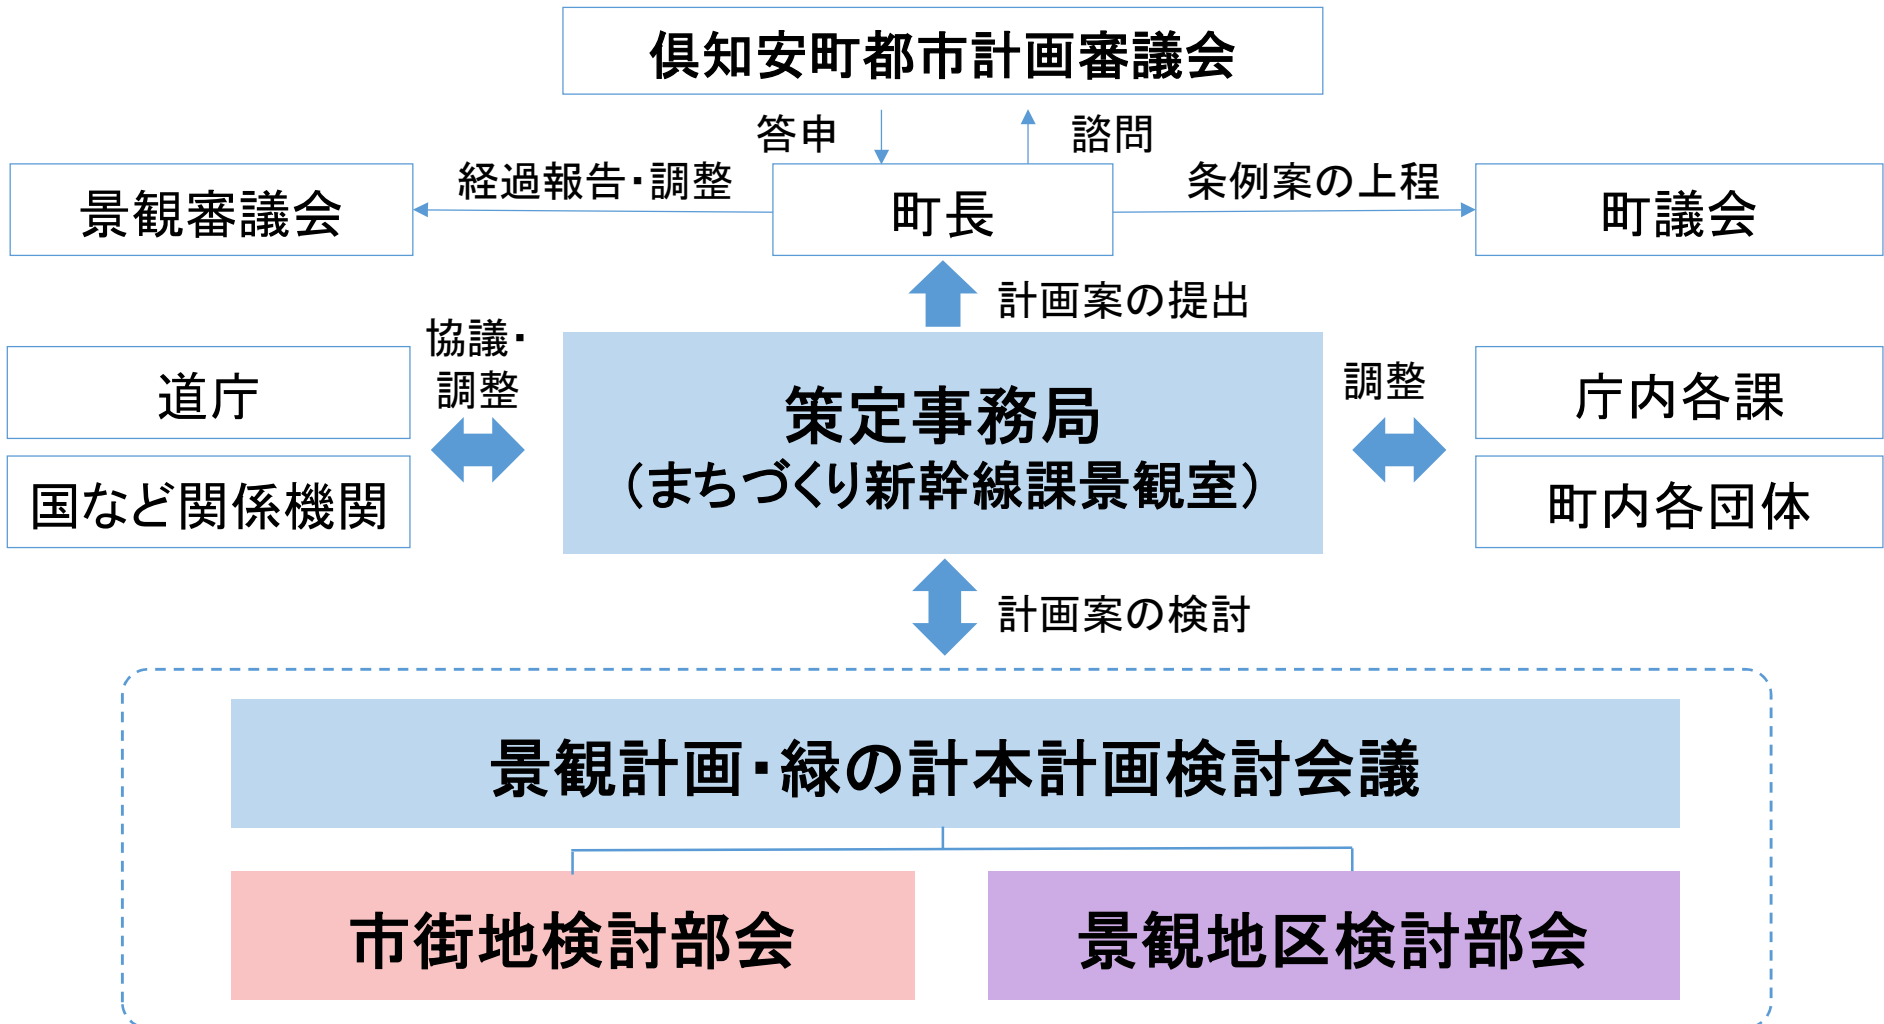 倶知安町都市計画審議会
答申
諮問
経過報告・調整
条例案の上程
景観審議会
町長
町議会
計画案の提出
協議・
調整
道庁
国など関係機関
策定事務局
（まちづくり新幹線課景観室）
調整
庁内各課
町内各団体
計画案の検討
景観計画・緑の計本計画検討会議
市街地検討部会
景観地区検討部会